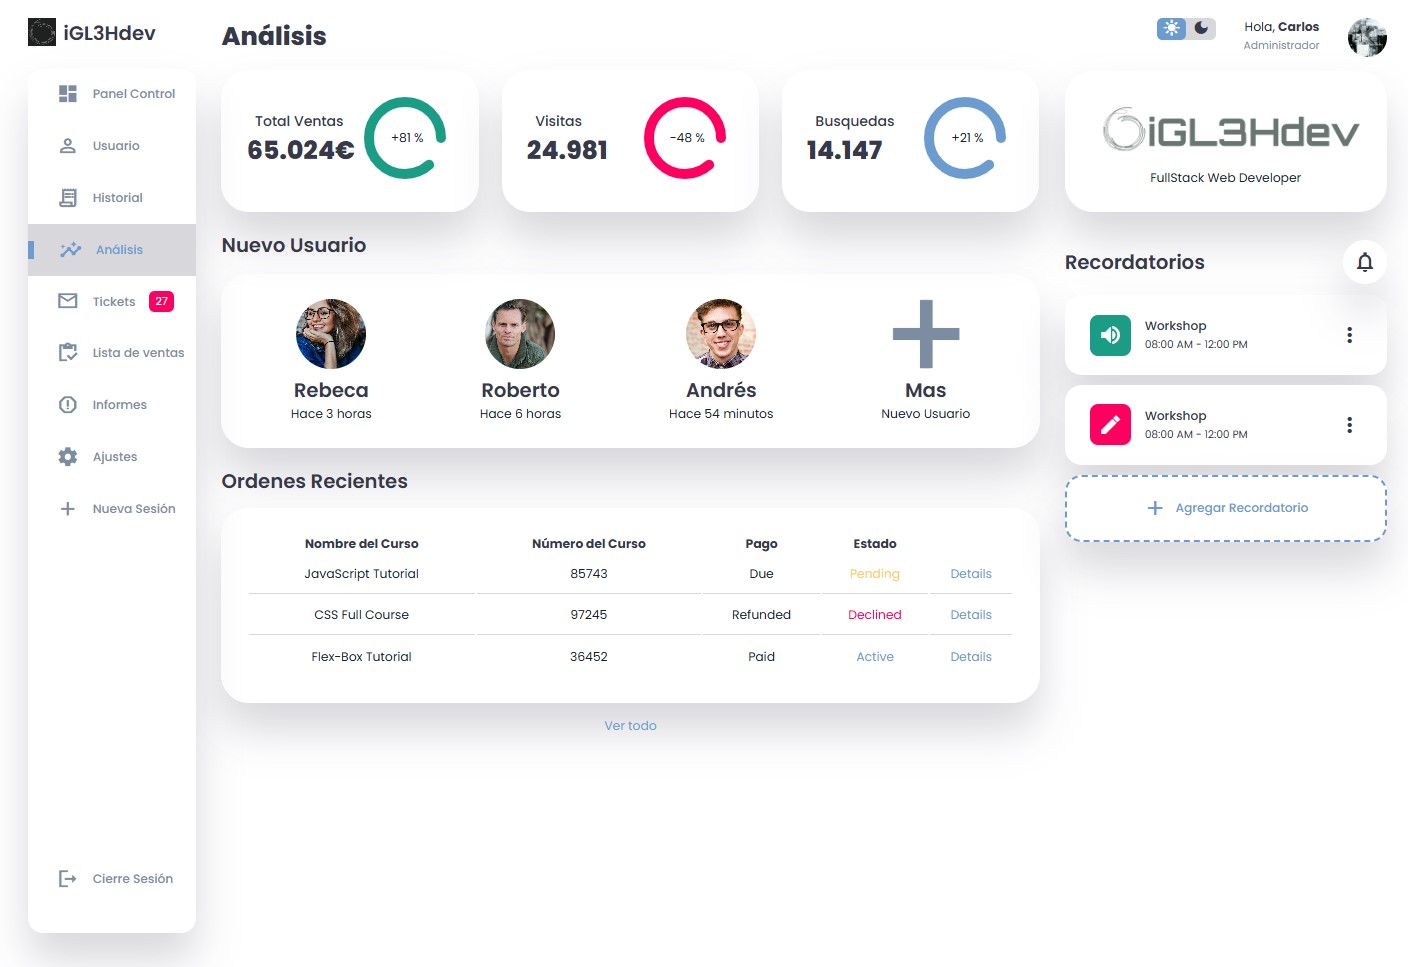 iGL3Hdev
Panel Control
Usuario
Historial
Análisis
Tickets 27
Lista de ventas
Informes
Ajustes
Nueva Sesión
Cierre Sesión
Análisis
Total Ventas
65.024€
+81 %
Visitas
24.981
-48 %
Busquedas
14.147
+21 %
Nuevo Usuario
Rebeca
Hace 3 horas
Roberto
Hace 6 horas
Andrés
Hace 54 minutos
Mas
Nuevo Usuario
Ordenes Recientes
Nombre del Curso Número del Curso Pago Estado
JavaScript Tutorial 85743 Due Pending Details
CSS Full Course 97245 Refunded Declined Details
Flex-Box Tutorial 36452 Paid Active Details
Ver todo
Hola, Carlos
Administrador
iGL3Hdev
FullStack Web Developer
Recordatorios
Workshop
08:00 AM - 12:00 PM
Workshop
08:00 AM - 12:00 PM
Agregar Recordatorio